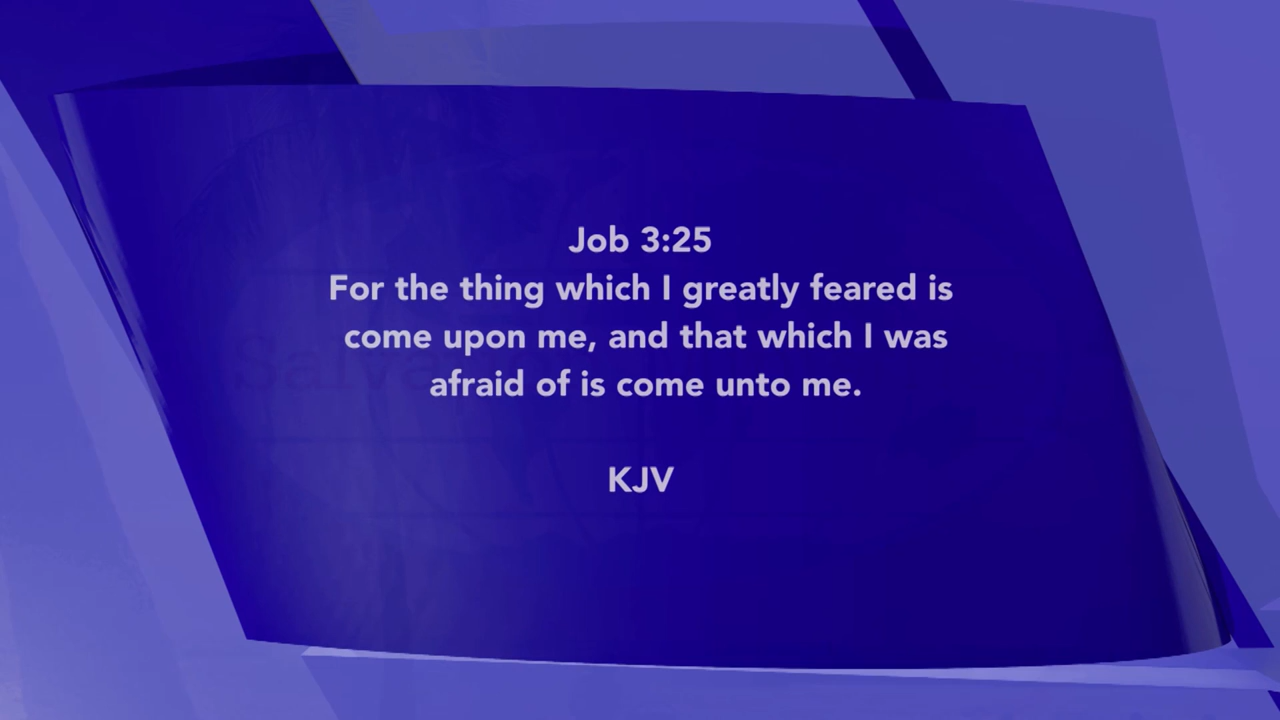 Job 3:25
For the thing which I greatly feared is
come upon me, and that which I was
afraid of is come unto me.
KJV